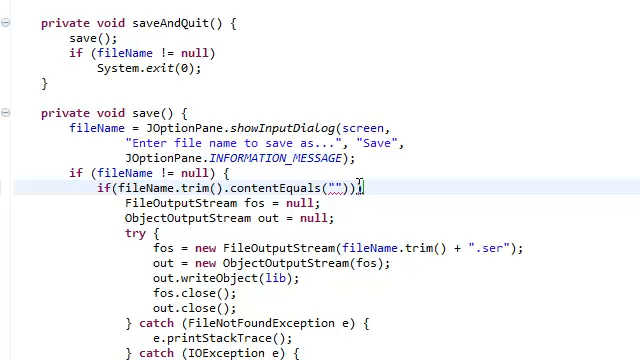 private void saveAndQuit() {
save();
if (fileName != null)
System.exit(0);
}
private void save() {
fileName = JOptionPane.showInputDialog(screen,
"Enter file name to save as...", "Save",
JOptionPane.INFORMATION_MESSAGE);
if (fileName != null) {
if(fileName.trim().contentEquals(""))
FileOutputStream fos = null;
ObjectOutputStream out = null;
try {
fos = new FileOutputStream(fileName.trim() + ".ser");
out = new ObjectOutputStream(fos);
out.writeObject(lib);
fos.close();
out.close();
} catch (FileNotFoundException e) {
e.printStackTrace();
} catch (IOException e) {